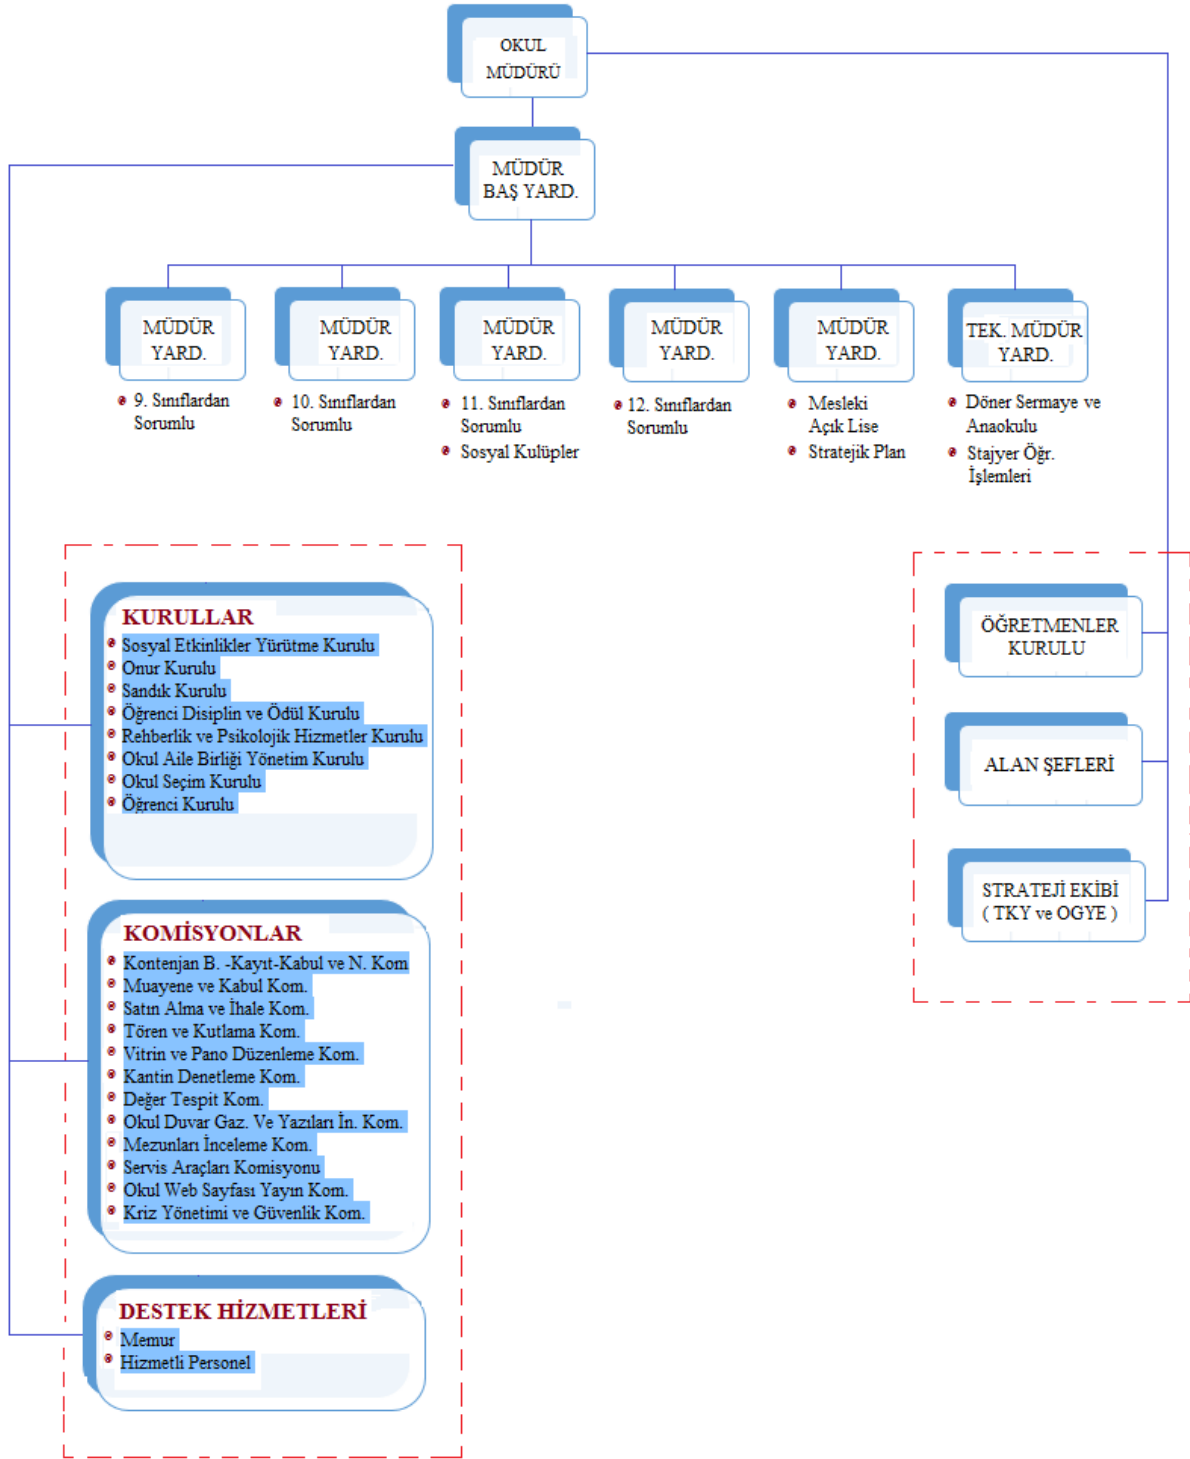 OKUL
MÜDÜRÜ
MÜDÜR
BAŞ YARD.
MÜDÜR
YARD.
9. Sınıflardan
Sorumlu
MÜDÜR
YARD.
10. Sınıflardan
Sorumlu
MÜDÜR
YARD.
11. Sınıflardan
Sorumlu
Sosyal Kulüpler
MÜDÜR
YARD.
12. Sınıflardan
Sorumlu
MÜDÜR
YARD.
Mesleki
Açık Lise
Stratejik Plan
TEK. MÜDÜR
YARD.
Döner Sermaye ve
Anaokulu
Stajyer Öğr.
İşlemleri
KURULLAR
Sosyal Etkinlikler Yürütme Kurulu
Onur Kurulu
Sandık Kurulu
Öğrenci Disiplin ve Ödül Kurulu
Rehberlik ve Psikolojik Hizmetler Kurulu
Okul Aile Birliği Yönetim Kurulu
Okul Seçim Kurulu
Öğrenci Kurulu
KOMİSYONLAR
Kontenjan B. -Kayıt-Kabul ve N. Kom
Muayene ve Kabul Kom.
Satın Alma ve İhale Kom.
Tören ve Kutlama Kom.
Vitrin ve Pano Düzenleme Kom.
Kantin Denetleme Kom.
Değer Tespit Kom.
Okul Duvar Gaz. Ve Yazıları İn. Kom.
Mezunları İnceleme Kom.
Servis Araçları Komisyonu
Okul Web Sayfası Yayın Kom.
Kriz Yönetimi ve Güvenlik Kom.
DESTEK HİZMETLERİ
Memur
Hizmetli Personel
ÖĞRETMENLER
KURULU
ALAN ŞEFLERİ
STRATEJİ EKİBİ
( TKY ve OGYE )